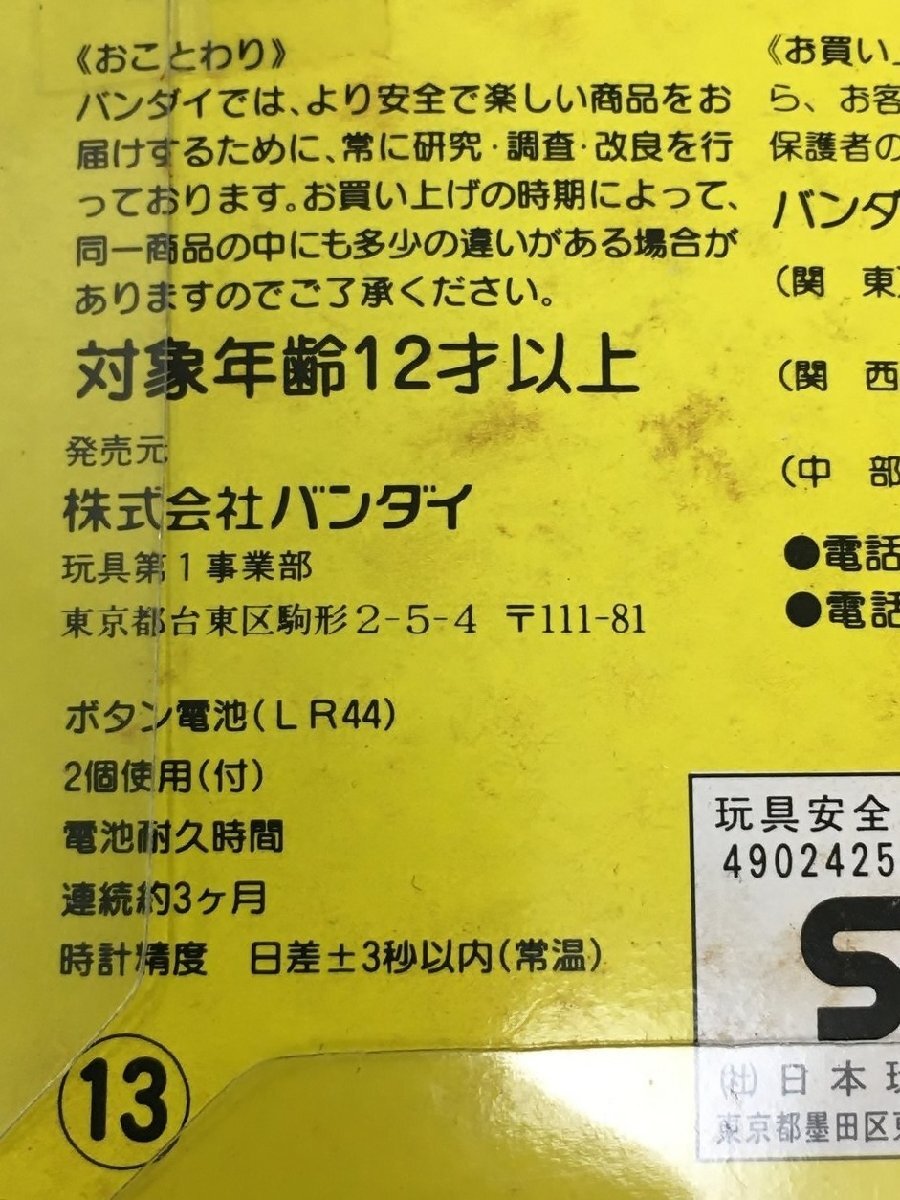 《おことわり》
バンダイでは、より安全で楽しい商品をお
届けするために、常に研究・調査・改良を行
っております。お買い上げの時期によって、
同一商品の中にも多少の違いがある場合が
ありますのでご了承ください。
対象年齢12才以上
発売元
株式会社バンダイ
玩具第1事業部
東京都台東区駒形2-5-4 〒111-81
ボタン電池(LR44)
2個使用(付)
電池耐久時間
連続約3ヶ月
時計精度 日差±3秒以内(常温)
13
《お買い
ら、お客
保護者の
バンダ
(関 東)
(関 西
(中 部
●電話
●電話
玩具安全
4902425
S
(社)日本
東京都墨田区